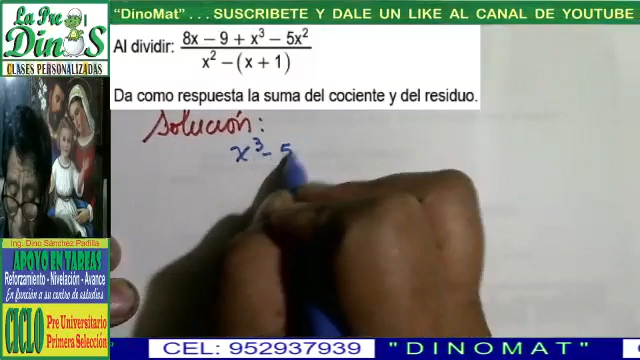 "DinoMat" ... SUSCRIBETE Y DALE UN LIKE AL CANAL DE YOUTUBE
La Pre
DinoS
CLASES PERSONALIZADAS
Al dividir: (8x − 9 + x³ − 5x²) / (x² − (x + 1))
Da como respuesta la suma del cociente y del residuo.
Solución:
x³ - 5
Ing. Dino Sánchez Padilla
APOYO EN TAREAS
Reforzamiento - Nivelación - Avance
En función a su centro de estudios
CICLO
Pre Universitario
Primera Selección
CEL: 952937939 "DINOMAT"